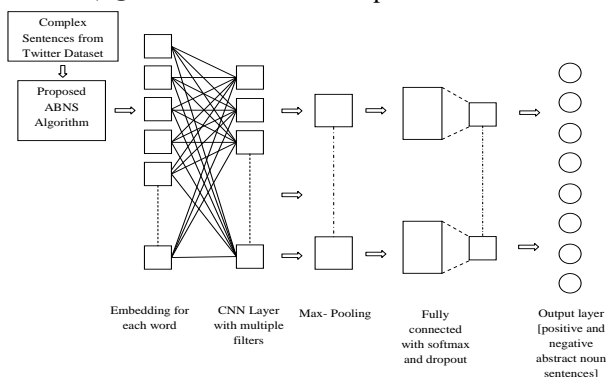 Complex
Sentences from
Twitter Dataset
Proposed
ABNS
Algorithm
Embedding for
each word
CNN Layer
with multiple
filters
Max- Pooling
Fully
connected
with softmax
and dropout
Output layer
[positive and
negative
abstract noun
sentences]